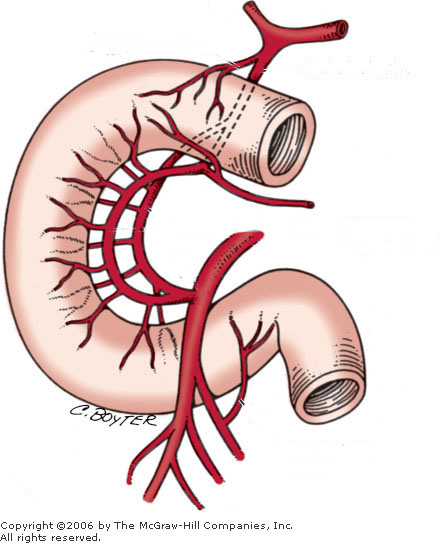 C. BOYTER
Copyright ©2006 by The McGraw-Hill Companies, Inc.
All rights reserved.